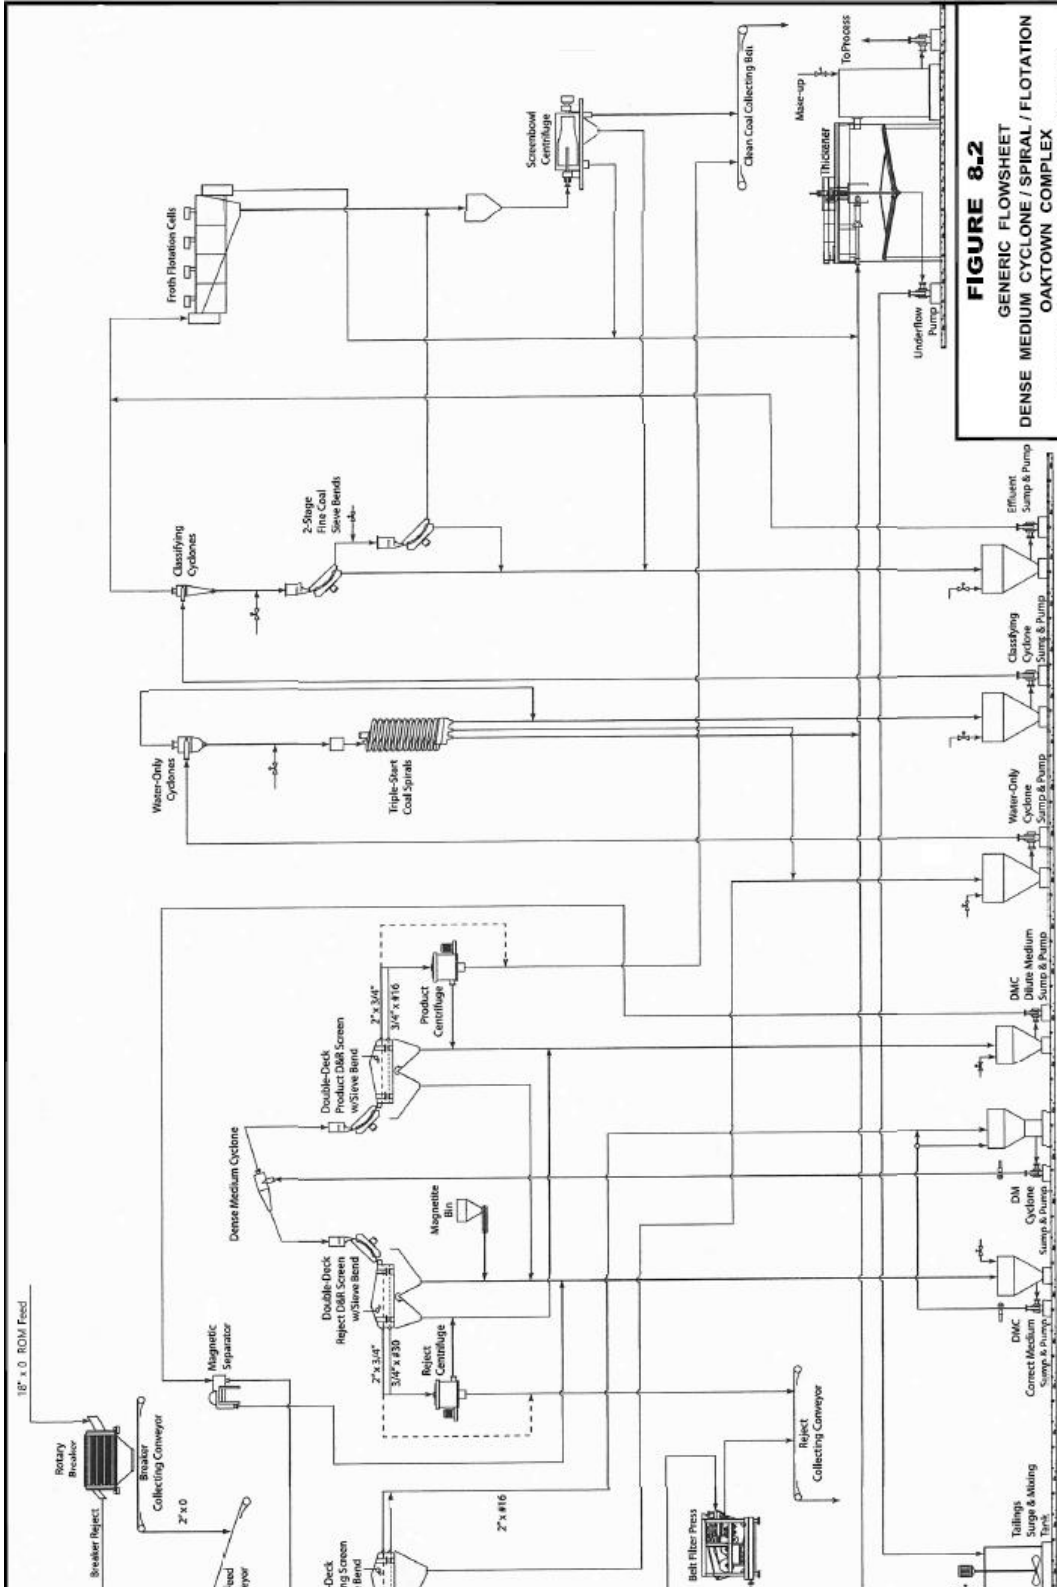 18" x 0 ROM Feed
Rotary
Breaker
Breaker Reject
Breaker
Collecting Conveyor
2" x 0
Magnetic
Separator
2" x #16
Dense Medium Cyclone
Double-Deck
Reject D&R Screen
w/Sieve Bend
2" x 3/4"
3/4" x #30
Reject
Centrifuge
Magnetite
Bin
Double-Deck
Product D&R Screen
w/Sieve Bend
2" x 3/4"
3/4" x #16
Product
Centrifuge
Belt Filter Press
Reject
Collecting Conveyor
Water-Only
Cyclones
Triple-Start
Coal Spirals
Classifying
Cyclones
2-Stage
Fine Coal
Sieve Bends
Froth Flotation Cells
Screenbowl
Centrifuge
Clean Coal Collecting Belt
Make-up
To Process
Thickener
Underflow
Pump
Tailings
Surge & Mixing
Tank
DMC
Correct Medium
Sump & Pump
DM
Cyclone
Sump & Pump
DMC
Dilute Medium
Sump & Pump
Water-Only
Cyclone
Sump & Pump
Classifying
Cyclone
Sump & Pump
Effluent
Sump & Pump
FIGURE 8.2
GENERIC FLOWSHEET
DENSE MEDIUM CYCLONE / SPIRAL / FLOTATION
OAKTOWN COMPLEX